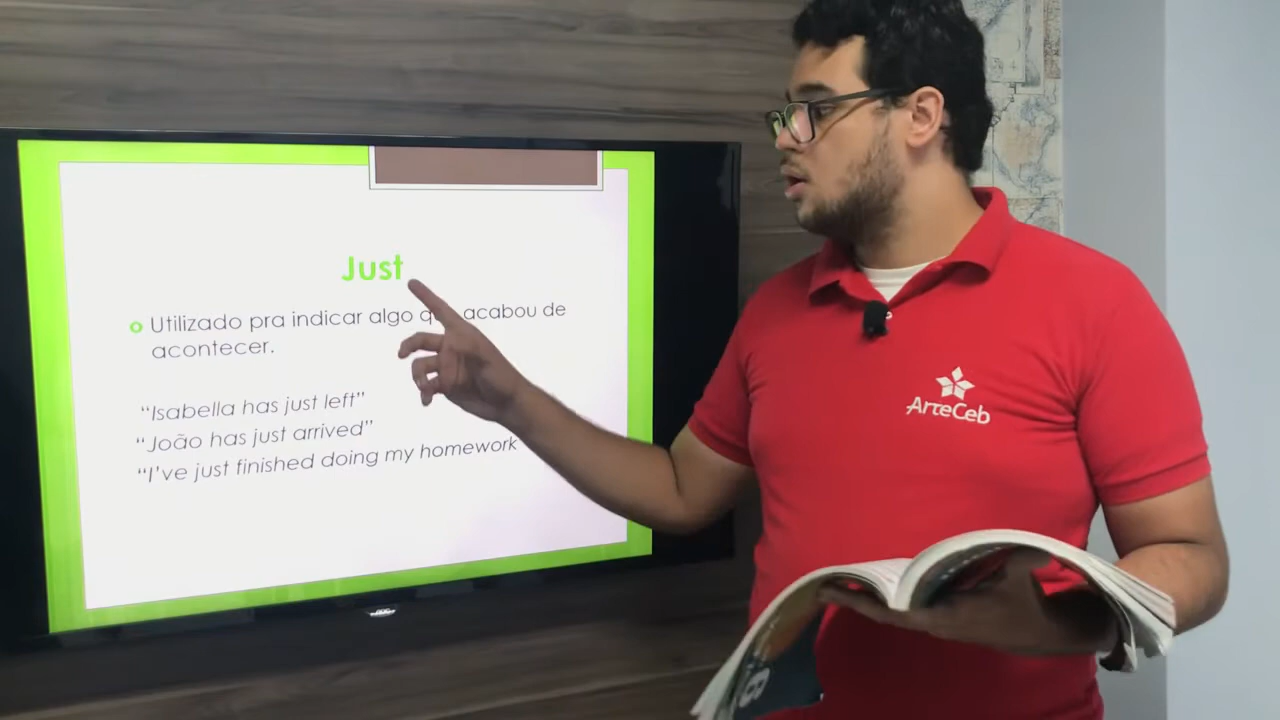 Just
Utilizado pra indicar algo acabou de
acontecer.
"Isabella has just left"
"João has just arrived"
"I've just finished doing my homework
ArteCeb
B